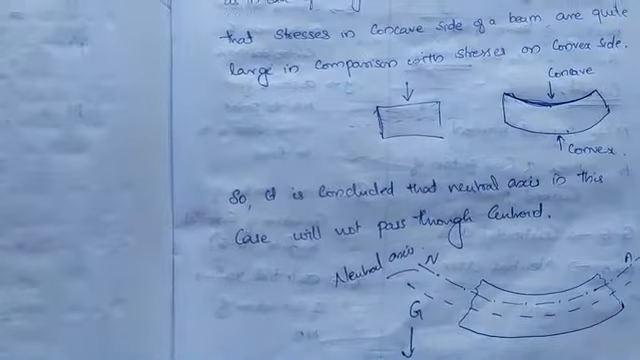 that stresses in Concave side of a beam are quite
large in comparison with stresses on Convex side.
Concave
Convex.
So, it is Concluded that neutral axis in this
Case will not pass through Centroid.
Neutral axis
N
A
G